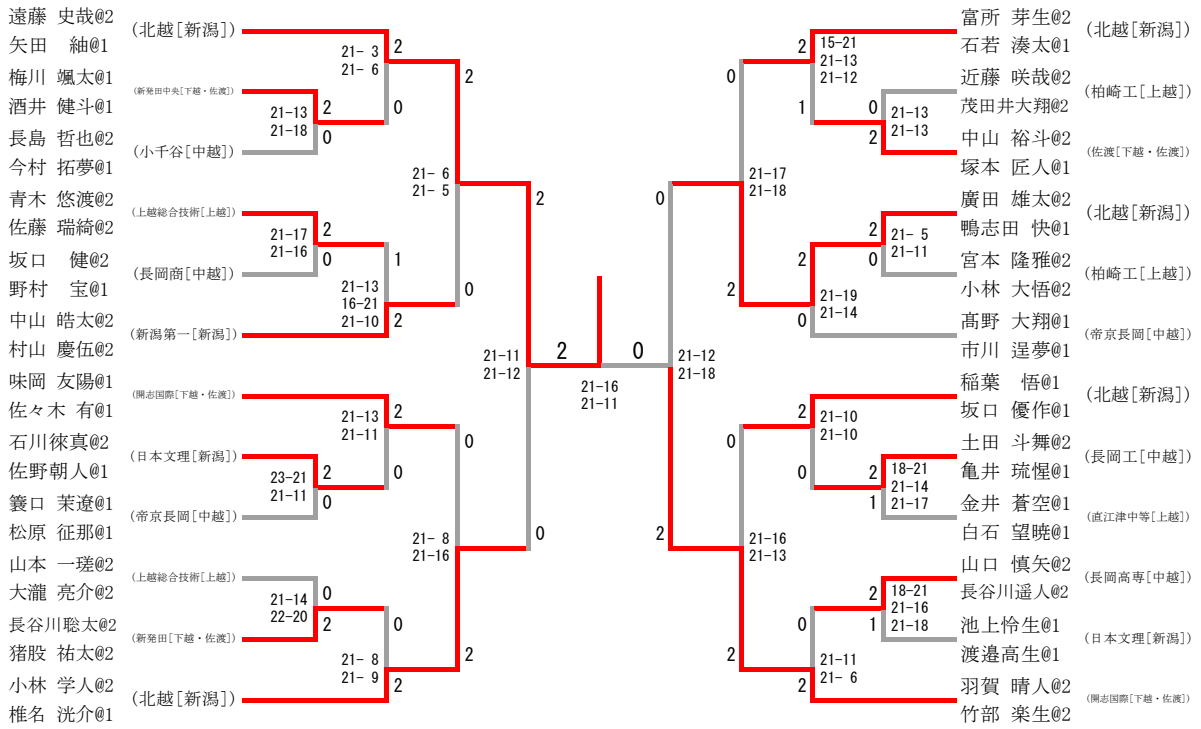 遠藤 史哉@2
(北越[新潟])
矢田 紬@1
梅川 颯太@1
(新発田中央[下越・佐渡])
酒井 健斗@1
長島 哲也@2
(小千谷[中越])
今村 拓夢@1
青木 悠渡@2
(上越総合技術[上越])
佐藤 瑞綺@2
坂口 健@2
(長岡商[中越])
野村 宝@1
中山 皓太@2
(新潟第一[新潟])
村山 慶伍@2
味岡 友陽@1
(開志国際[下越・佐渡])
佐々木 有@1
石川徠真@2
(日本文理[新潟])
佐野朝人@1
簔口 茉遼@1
(帝京長岡[中越])
松原 征那@1
山本 一瑳@2
(上越総合技術[上越])
大瀧 亮介@2
長谷川聡太@2
(新発田[下越・佐渡])
猪股 祐太@2
小林 学人@2
(北越[新潟])
椎名 洸介@1
21- 3
21- 6
2
0
21-13
21-18
2
0
21- 6
21- 5
2
0
21-17
21-16
2
0
21-13
16-21
21-10
1
2
21-11
21-12
2
0
21-13
21-11
2
0
23-21
21-11
2
0
21- 8
21-16
0
2
21-14
22-20
0
2
21- 8
21- 9
0
2
2
0
21-16
21-11
富所 芽生@2
(北越[新潟])
石若 湊太@1
近藤 咲哉@2
(柏崎工[上越])
茂田井大翔@2
中山 裕斗@2
(佐渡[下越・佐渡])
塚本 匠人@1
廣田 雄太@2
(北越[新潟])
鴨志田 快@1
宮本 隆雅@2
(柏崎工[上越])
小林 大悟@2
髙野 大翔@1
(帝京長岡[中越])
市川 逞夢@1
稲葉 悟@1
(北越[新潟])
坂口 優作@1
土田 斗舞@2
(長岡工[中越])
亀井 琉惺@1
金井 蒼空@1
(直江津中等[上越])
白石 望暁@1
山口 慎矢@2
(長岡高専[中越])
長谷川遥人@2
池上怜生@1
(日本文理[新潟])
渡邉高生@1
羽賀 晴人@2
(開志国際[下越・佐渡])
竹部 楽生@2
2
1
15-21
21-13
21-12
0
2
21-13
21-13
0
2
21-17
21-18
2
0
21- 5
21-11
2
0
21-19
21-14
0
2
21-12
21-18
2
0
21-10
21-10
2
1
18-21
21-14
21-17
0
2
21-16
21-13
2
1
18-21
21-16
21-18
0
2
21-11
21- 6